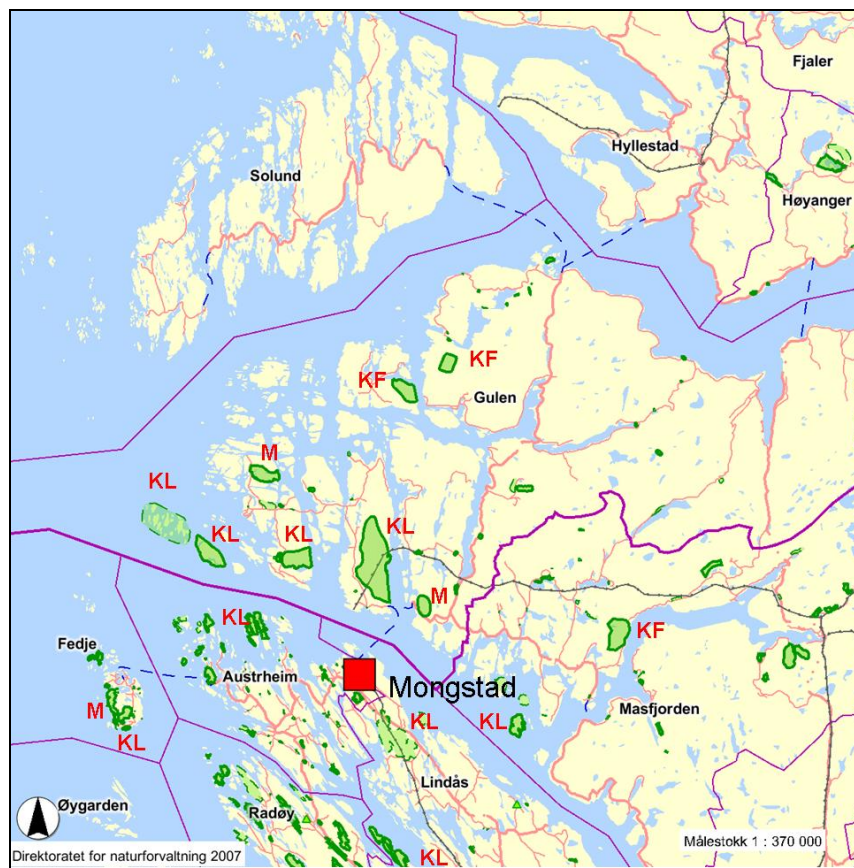 Fjaler
Hyllestad
Solund
Høyanger
KF
KF
Gulen
M
KL
KL
KL
KL
M
KL
KF
Fedje
Austrheim
Mongstad
M
KL
KL
KL
Masfjorden
Lindås
Øygarden
Radøy
Målestokk 1 : 370 000
Direktoratet for naturforvaltning 2007
KL